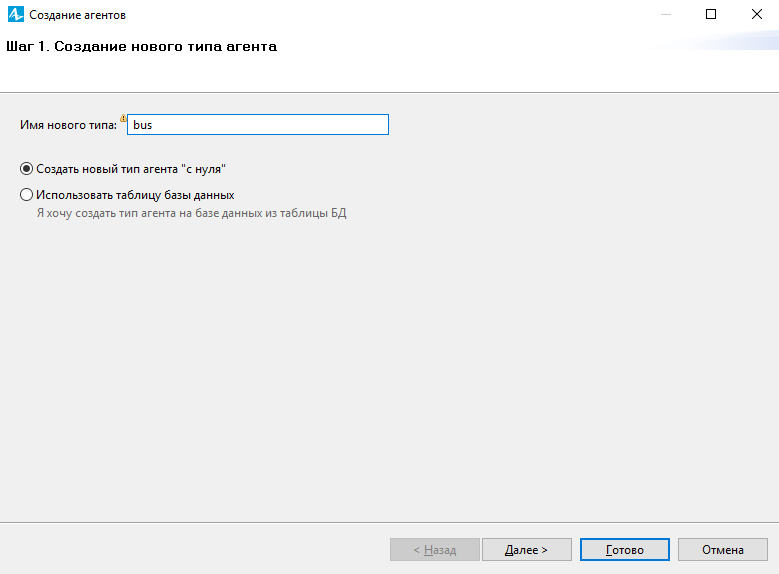 Создание агентов
Шаг 1. Создание нового типа агента
Имя нового типа: bus
Создать новый тип агента "с нуля"
Использовать таблицу базы данных
Я хочу создать тип агента на базе данных из таблицы БД
< Назад Далее > Готово Отмена